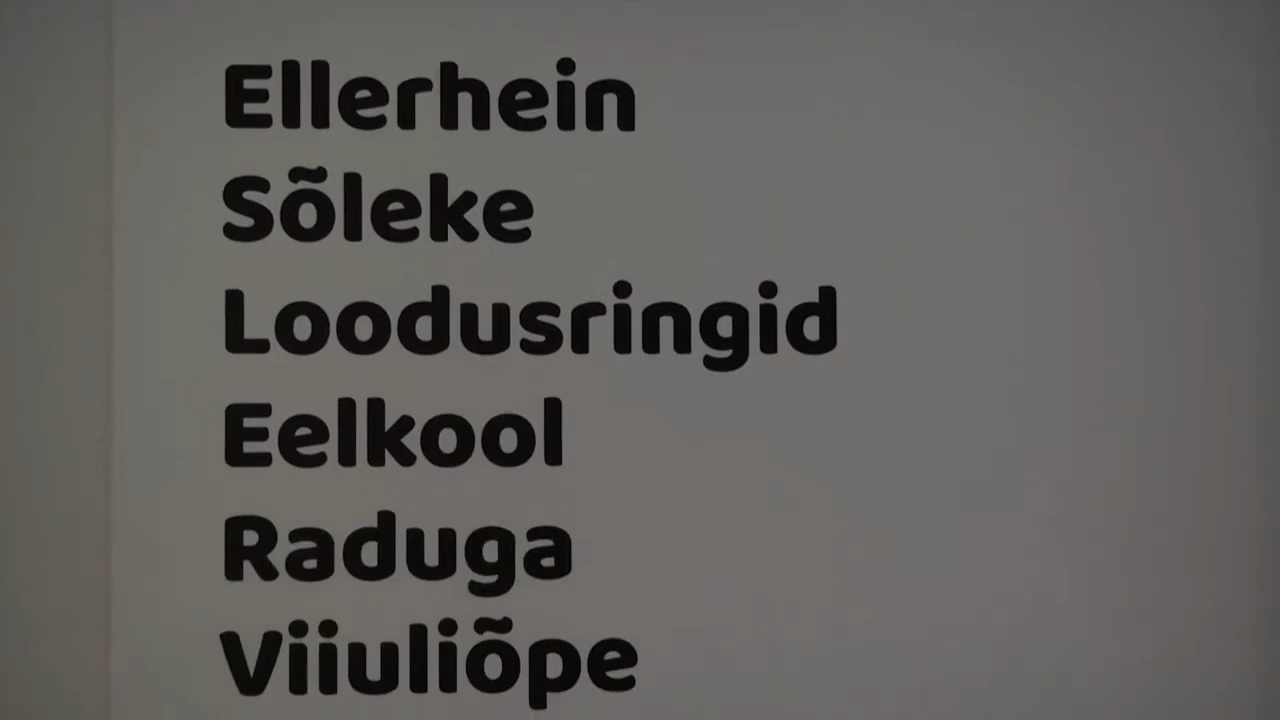 Ellerhein
Sõleke
Loodusringid
Eelkool
Raduga
Viiuliõpe